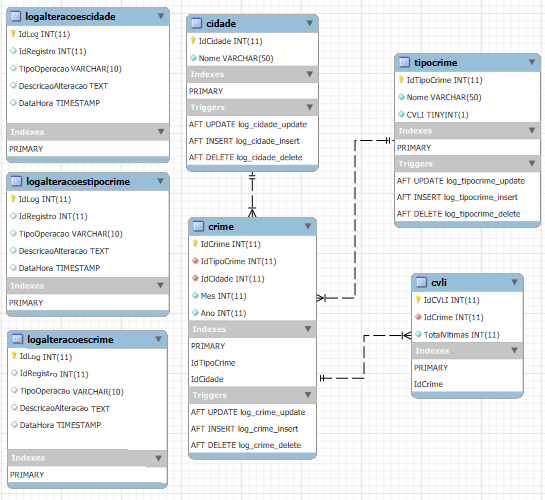 logalteracoescidade
IdLog INT(11)
IdRegistro INT(11)
TipoOperacao VARCHAR(10)
DescricaoAlteracao TEXT
DataHora TIMESTAMP
Indexes
PRIMARY
logalteracoestipocrime
IdLog INT(11)
IdRegistro INT(11)
TipoOperacao VARCHAR(10)
DescricaoAlteracao TEXT
DataHora TIMESTAMP
Indexes
PRIMARY
logalteracoescrime
IdLog INT(11)
IdRegistro INT(11)
TipoOperacao VARCHAR(10)
DescricaoAlteracao TEXT
DataHora TIMESTAMP
Indexes
PRIMARY
cidade
IdCidade INT(11)
Nome VARCHAR(50)
Indexes
PRIMARY
Triggers
AFT UPDATE log_cidade_update
AFT INSERT log_cidade_insert
AFT DELETE log_cidade_delete
crime
IdCrime INT(11)
IdTipoCrime INT(11)
IdCidade INT(11)
Mes INT(11)
Ano INT(11)
Indexes
PRIMARY
IdTipoCrime
IdCidade
Triggers
AFT UPDATE log_crime_update
AFT INSERT log_crime_insert
AFT DELETE log_crime_delete
tipocrime
IdTipoCrime INT(11)
Nome VARCHAR(50)
CVLI TINYINT(1)
Indexes
PRIMARY
Triggers
AFT UPDATE log_tipocrime_update
AFT INSERT log_tipocrime_insert
AFT DELETE log_tipocrime_delete
cvli
IdCVLI INT(11)
IdCrime INT(11)
TotalVitimas INT(11)
Indexes
PRIMARY
IdCrime